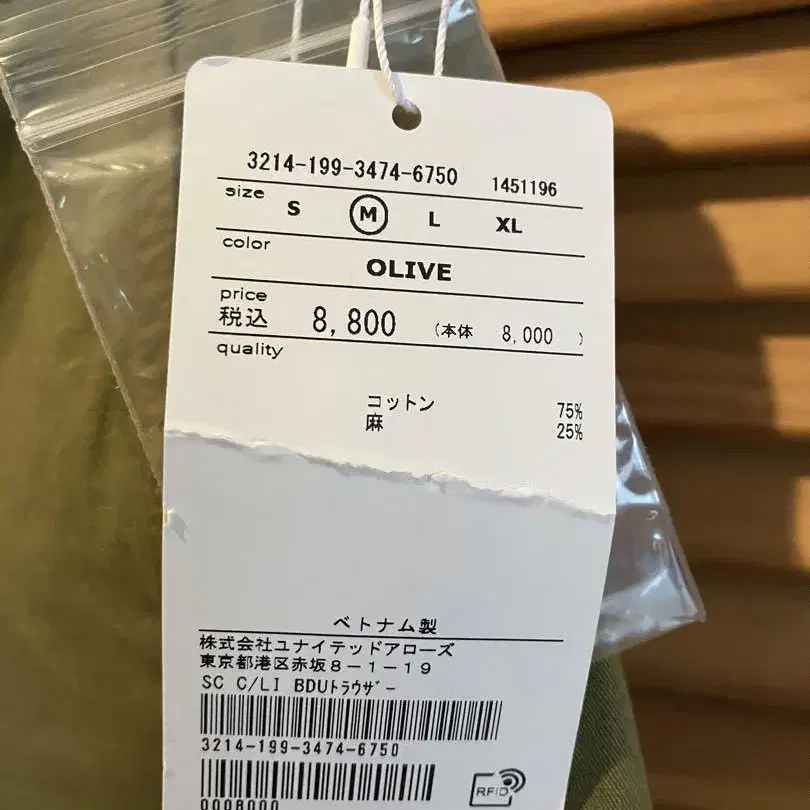 3214-199-3474-6750 1451196
size S M L XL
color
OLIVE
price
税込 8,800 (本体 8,000 )
quality
コットン 75%
麻 25%
ベトナム製
株式会社ユナイテッドアローズ
東京都港区赤坂8-1-19
SC C/LI BDUﾄﾗｳｻﾞｰ
3214-199-3474-6750
RFID
0008000